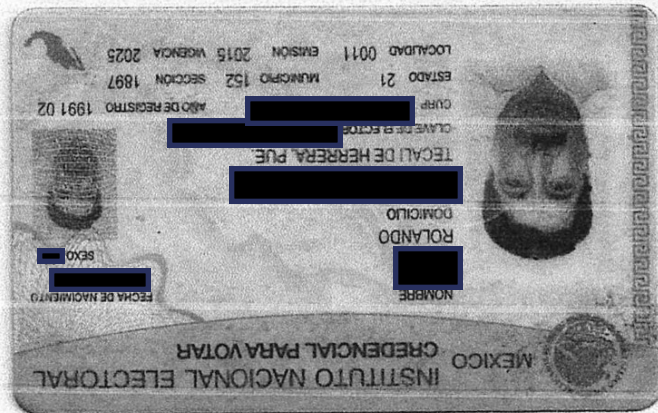 MÉXICO INSTITUTO NACIONAL ELECTORAL
CREDENCIAL PARA VOTAR
NOMBRE
FECHA DE NACIMIENTO
ROLANDO
SEXO
DOMICILIO
TECALI DE HERRERA, PUE.
CLAVE DE ELECTOR
CURP
AÑO DE REGISTRO 1991 02
ESTADO 21 MUNICIPIO 152 SECCIÓN 1897
LOCALIDAD 0011 EMISIÓN 2015 VIGENCIA 2025